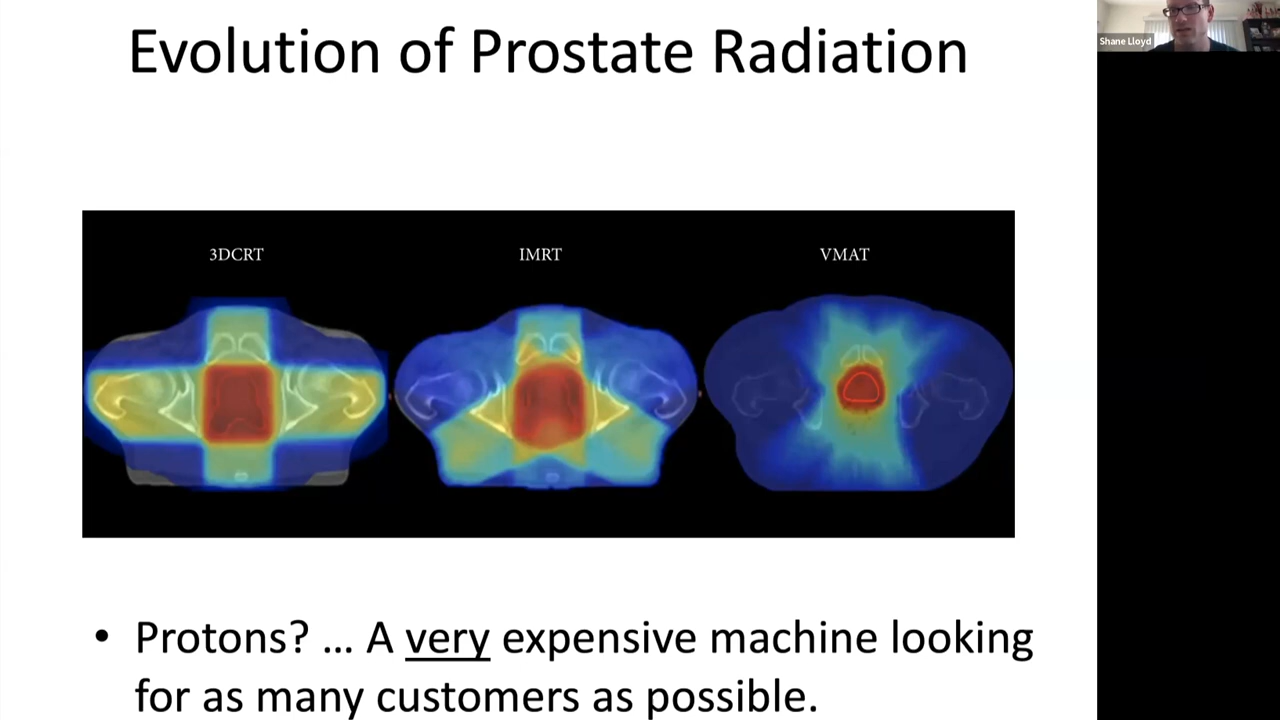 Evolution of Prostate Radiation
Shane Lloyd
3DCRT
IMRT
VMAT
• Protons? ... A very expensive machine looking
for as many customers as possible.